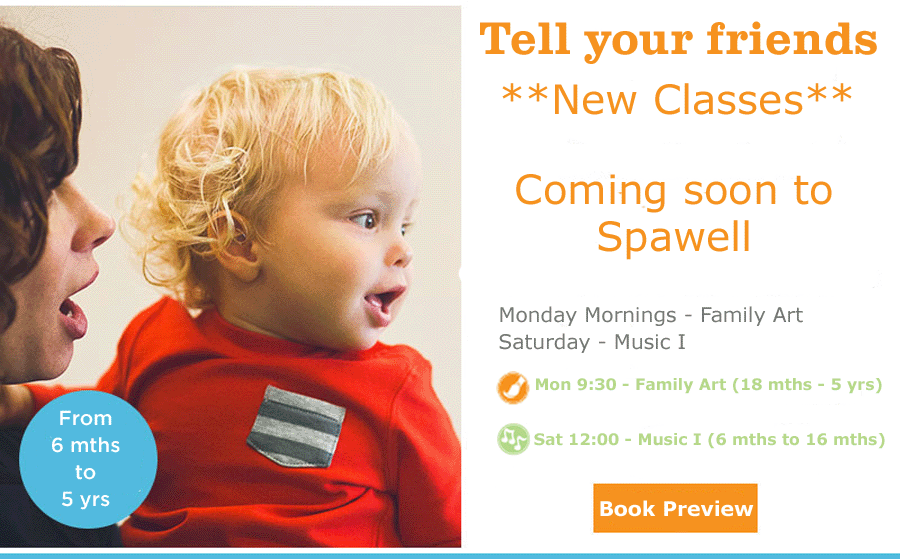 Tell your friends
**New Classes**
Coming soon to
Spawell
Monday Mornings - Family Art
Saturday - Music I
Mon 9:30 - Family Art (18 mths - 5 yrs)
Sat 12:00 - Music I (6 mths to 16 mths)
Book Preview
From
6 mths
to
5 yrs